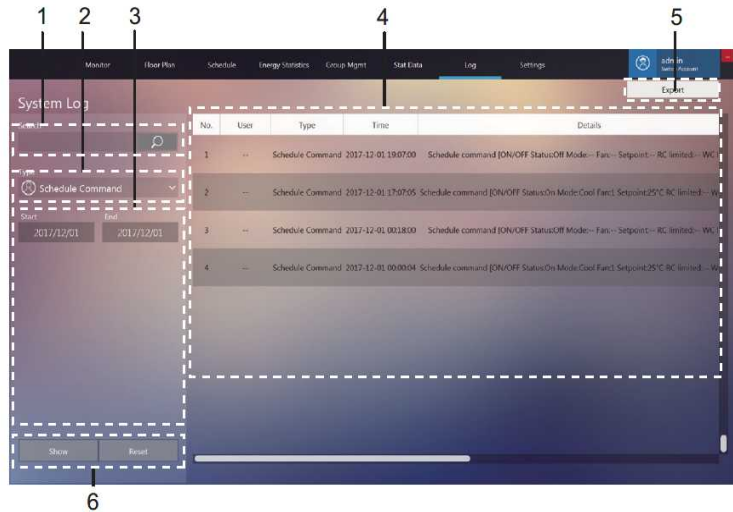 1 2 3 4 5
Monitor Floor Plan Schedule Energy Statistics Group Mgmt Stat Data Log Settings admin
Export
System Log
Search
No. User Type Time Details
1 -- Schedule Command 2017-12-01 19:07:00 Schedule command [ON/OFF Status:Off Mode:-- Fan:-- Setpoint:-- RC limited:-- WC l
Type
Schedule Command
2 -- Schedule Command 2017-12-01 17:07:05 Schedule command [ON/OFF Status:On Mode:Cool Fan:1 Setpoint:25°C RC limited:-- W
Start End
2017/12/01 2017/12/01
3 -- Schedule Command 2017-12-01 00:18:00 Schedule command [ON/OFF Status:Off Mode:-- Fan:-- Setpoint:-- RC limited:-- WC l
4 -- Schedule Command 2017-12-01 00:00:04 Schedule command [ON/OFF Status:On Mode:Cool Fan:1 Setpoint:25°C RC limited:-- W
Show Reset
6